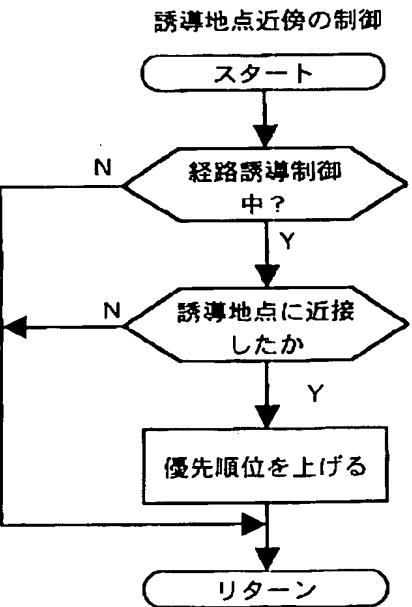 誘導地点近傍の制御
スタート
N
経路誘導制御
中？
Y
N
誘導地点に近接
したか
Y
優先順位を上げる
リターン